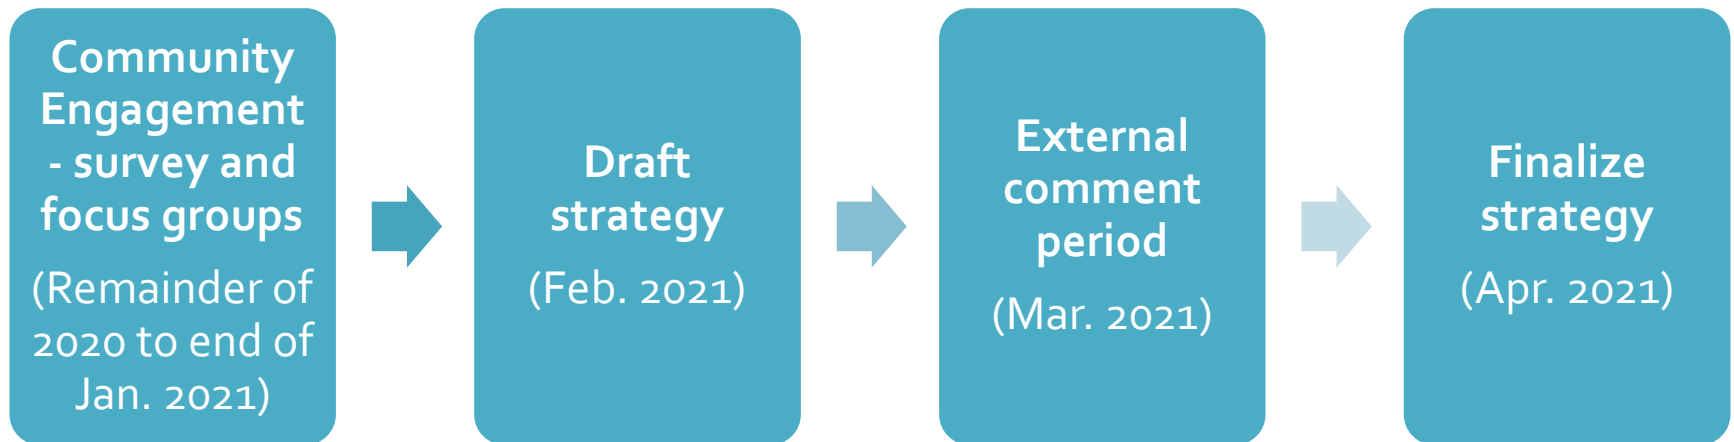 Community
Engagement
- survey and
focus groups
(Remainder of
2020 to end of
Jan. 2021)
Draft
strategy
(Feb. 2021)
External
comment
period
(Mar. 2021)
Finalize
strategy
(Apr. 2021)